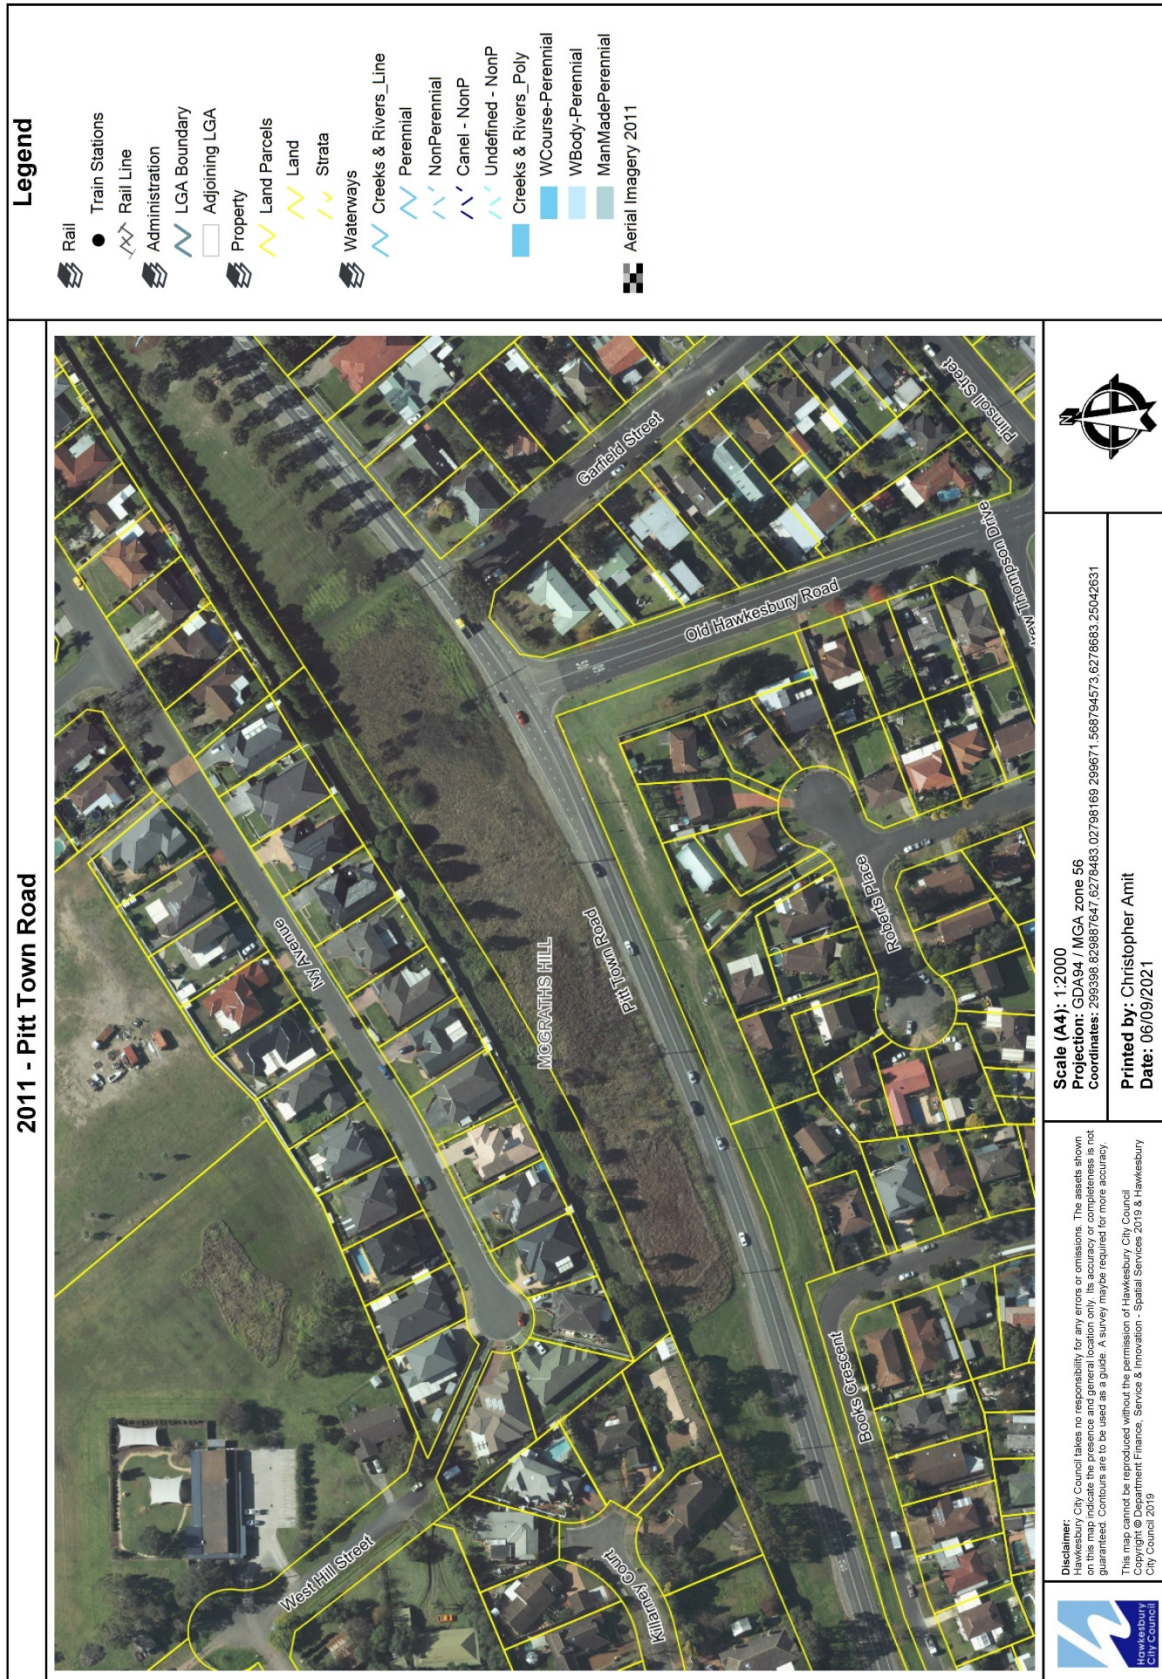 2011 - Pitt Town Road
Legend
Rail
Train Stations
Rail Line
Administration
LGA Boundary
Adjoining LGA
Property
Land Parcels
Land
Strata
Waterways
Creeks & Rivers_Line
Perennial
NonPerennial
Canel - NonP
Undefined - NonP
Creeks & Rivers_Poly
WCourse-Perennial
WBody-Perennial
ManMadePerennial
Aerial Imagery 2011
West Hill Street
Killarney Court
Ivy Avenue
MCGRATHS HILL
Pitt Town Road
Books Crescent
Roberts Place
Old Hawkesbury Road
Garfield Street
Plimsoll Street
Thompson Drive
Hawkesbury
City Council
Disclaimer:
Hawkesbury City Council takes no responsibility for any errors or omissions. The assets shown
on this map indicate the presence and general location only. Its accuracy or completeness is not
guaranteed. Contours are to be used as a guide. A survey maybe required for more accuracy.
This map cannot be reproduced without the permission of Hawkesbury City Council
Copyright © Department Finance, Service & Innovation - Spatial Services 2019 & Hawkesbury
City Council 2019
Scale (A4): 1:2000
Projection: GDA94 / MGA zone 56
Coordinates: 299398.829887647,6278483.02798169 299671.568794573,6278683.25042631
Printed by: Christopher Amit
Date: 06/09/2021
N